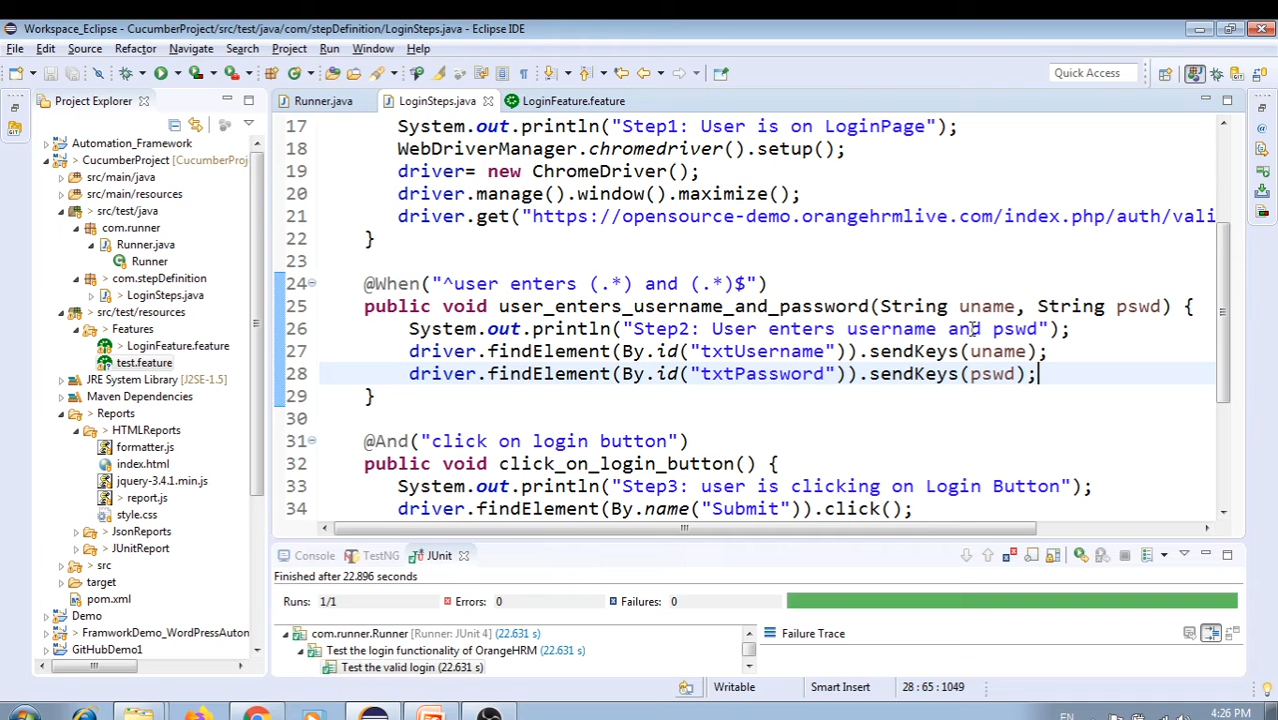 Workspace_Eclipse - CucumberProject/src/test/java/com/stepDefinition/LoginSteps.java - Eclipse IDE
File Edit Source Refactor Navigate Search Project Run Window Help
Quick Access
Project Explorer
Automation_Framework
> CucumberProject [CucumberProj
src/main/java
src/main/resources
> src/test/java
> com.runner
> Runner.java
Runner
> com.stepDefinition
> LoginSteps.java
> src/test/resources
> Features
> LoginFeature.feature
test.feature
JRE System Library [J2SE-1.5]
Maven Dependencies
> Reports
> HTMLReports
formatter.js
index.html
jquery-3.4.1.min.js
> report.js
style.css
> JsonReports
> JUnitReport
> src
target
pom.xml
Demo
> FramworkDemo_WordPressAuton
GitHubDemo1
Runner.java LoginSteps.java LoginFeature.feature
17 System.out.println("Step1: User is on LoginPage");
18 WebDriverManager.chromedriver().setup();
19 driver= new ChromeDriver();
20 driver.manage().window().maximize();
21 driver.get("https://opensource-demo.orangehrmlive.com/index.php/auth/vali
22 }
23
24 @When("^user enters (.*) and (.*)$")
25 public void user_enters_username_and_password(String uname, String pswd) {
26 System.out.println("Step2: User enters username and pswd");
27 driver.findElement(By.id("txtUsername")).sendKeys(uname);
28 driver.findElement(By.id("txtPassword")).sendKeys(pswd);
29 }
30
31 @And("click on login button")
32 public void click_on_login_button() {
33 System.out.println("Step3: user is clicking on Login Button");
34 driver.findElement(By.name("Submit")).click();
Console TestNG JUnit
Finished after 22.896 seconds
Runs: 1/1 Errors: 0 Failures: 0
com.runner.Runner [Runner: JUnit 4] (22.631 s)
Test the login functionality of OrangeHRM (22.631 s)
Test the valid login (22.631 s)
Failure Trace
Writable Smart Insert 28 : 65 : 1049
EN 4:26 PM